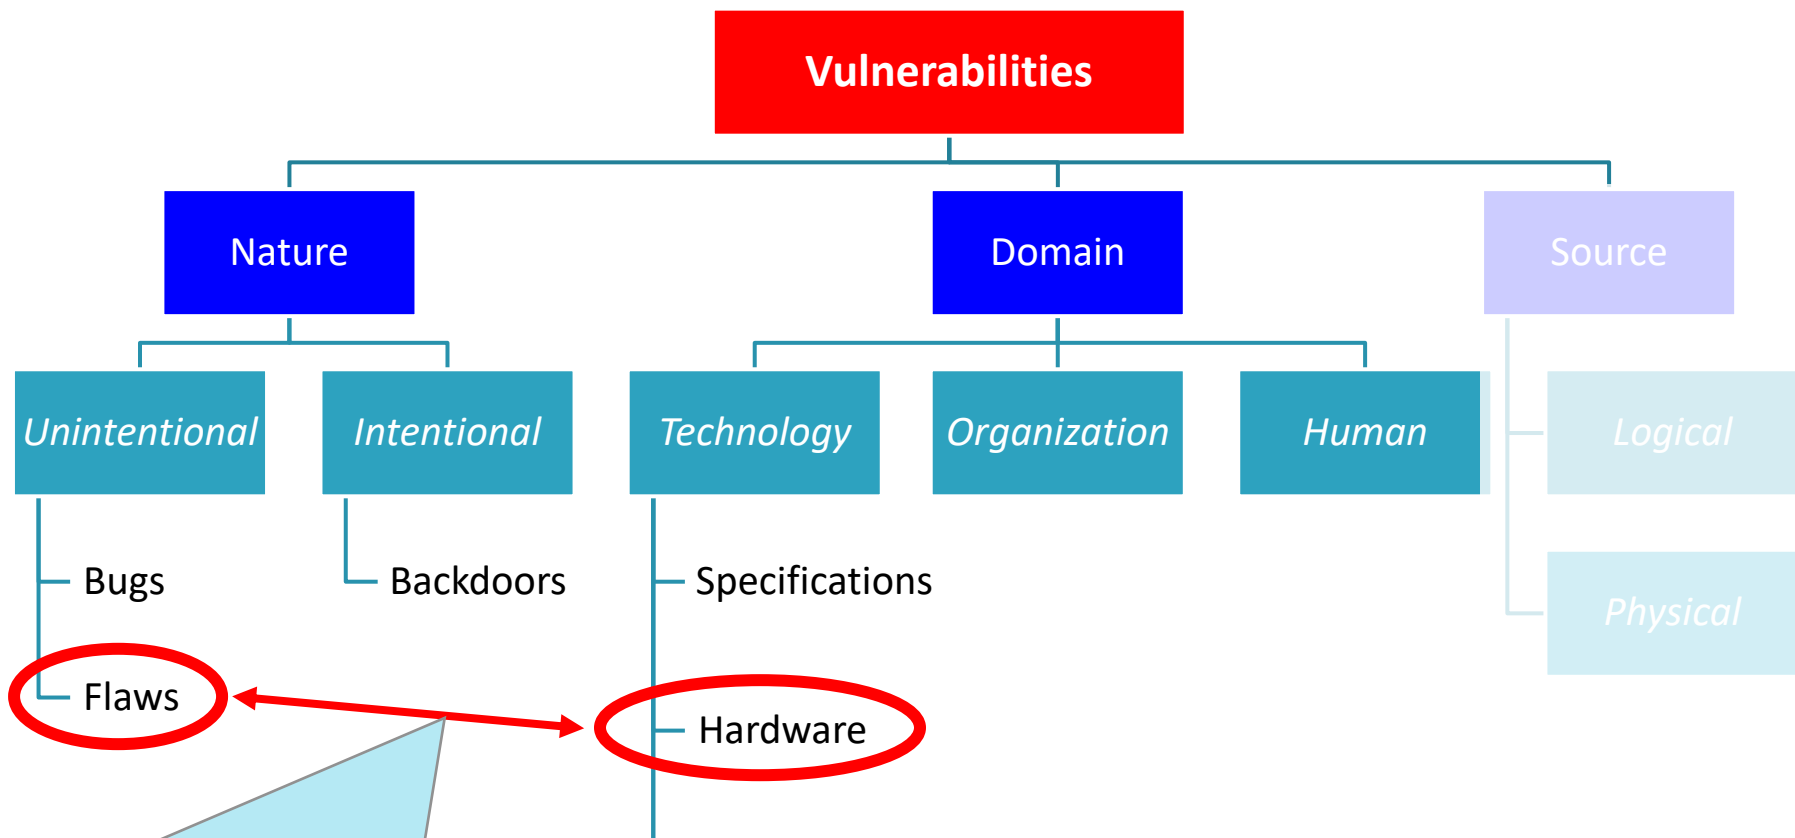 Vulnerabilities
Nature
Domain
Source
Unintentional
Intentional
Technology
Organization
Human
Logical
Bugs
Backdoors
Specifications
Physical
Flaws
Hardware